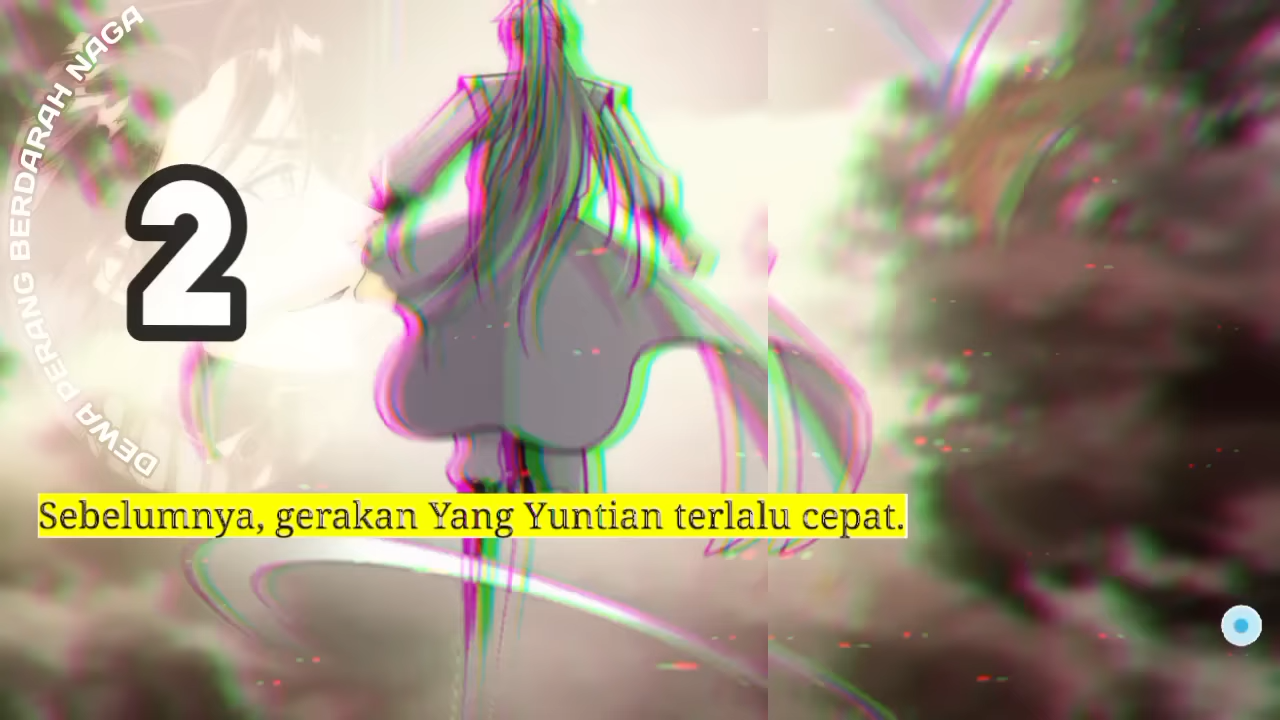 DEWA PERANG BERDARAH NAGA
2
Sebelumnya, gerakan Yang Yuntian terlalu cepat.